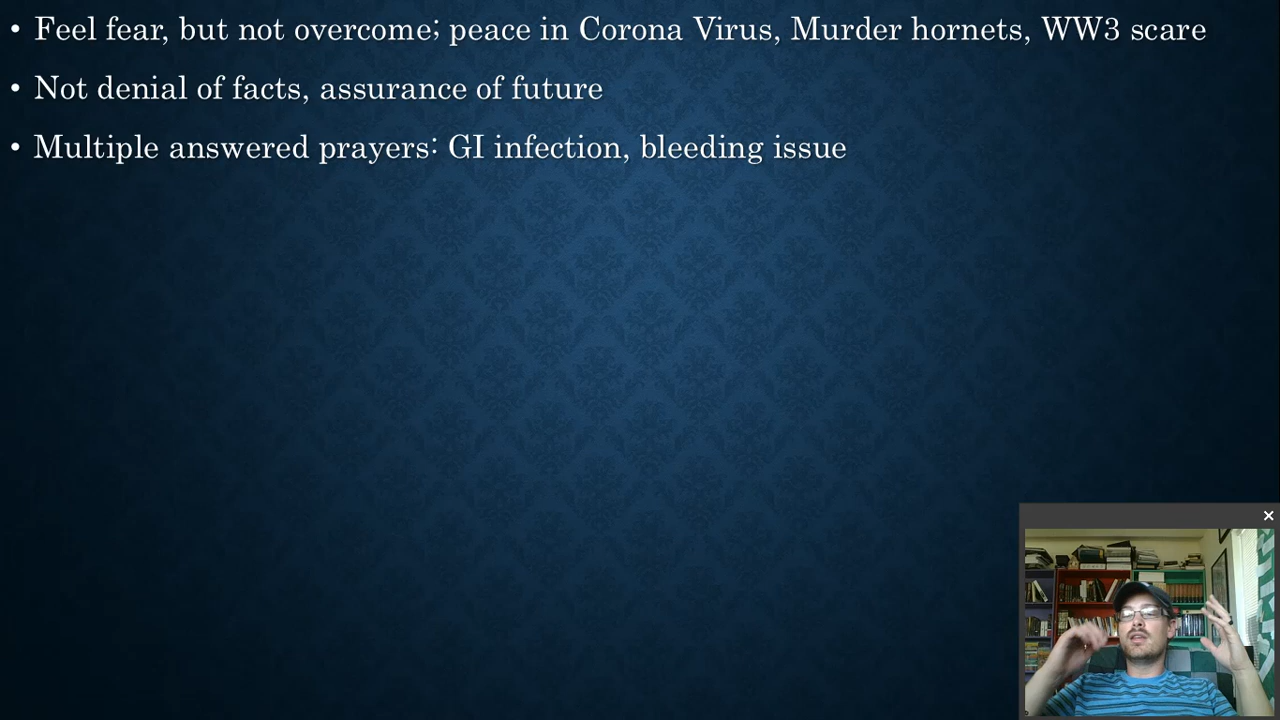 • Feel fear, but not overcome; peace in Corona Virus, Murder hornets, WW3 scare
• Not denial of facts, assurance of future
• Multiple answered prayers: GI infection, bleeding issue